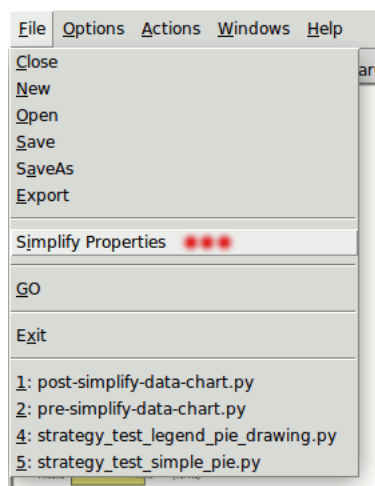 File Options Actions Windows Help
Close
New
Open
Save
SaveAs
Export
Simplify Properties
GO
Exit
1: post-simplify-data-chart.py
2: pre-simplify-data-chart.py
4: strategy_test_legend_pie_drawing.py
5: strategy_test_simple_pie.py